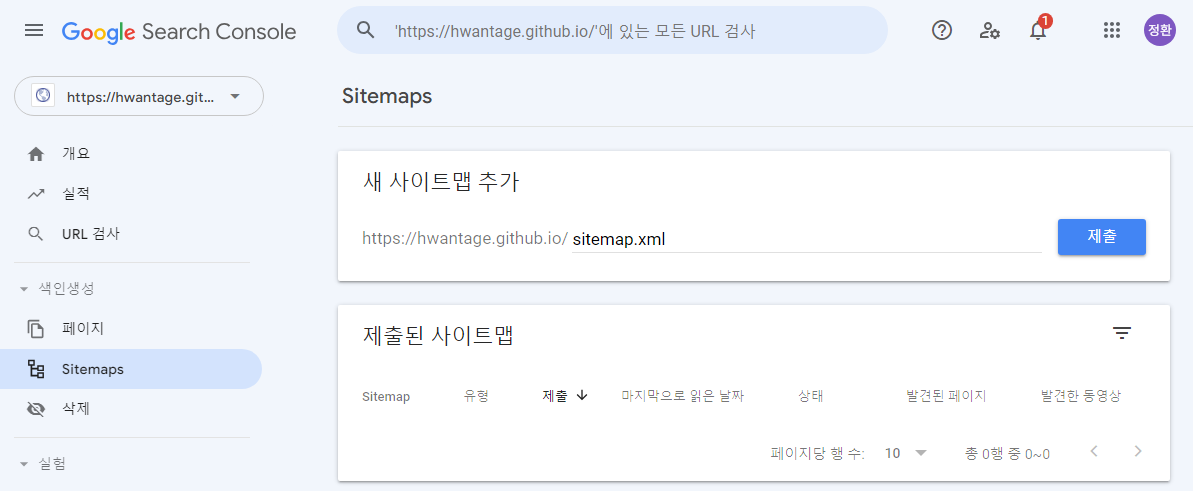 Google Search Console
'https://hwantage.github.io/'에 있는 모든 URL 검사
1
정환
https://hwantage.git...
개요
실적
URL 검사
색인생성
페이지
Sitemaps
삭제
실험
Sitemaps
새 사이트맵 추가
https://hwantage.github.io/ sitemap.xml
제출
제출된 사이트맵
Sitemap 유형 제출 마지막으로 읽은 날짜 상태 발견된 페이지 발견한 동영상
페이지당 행 수: 10 총 0행 중 0~0